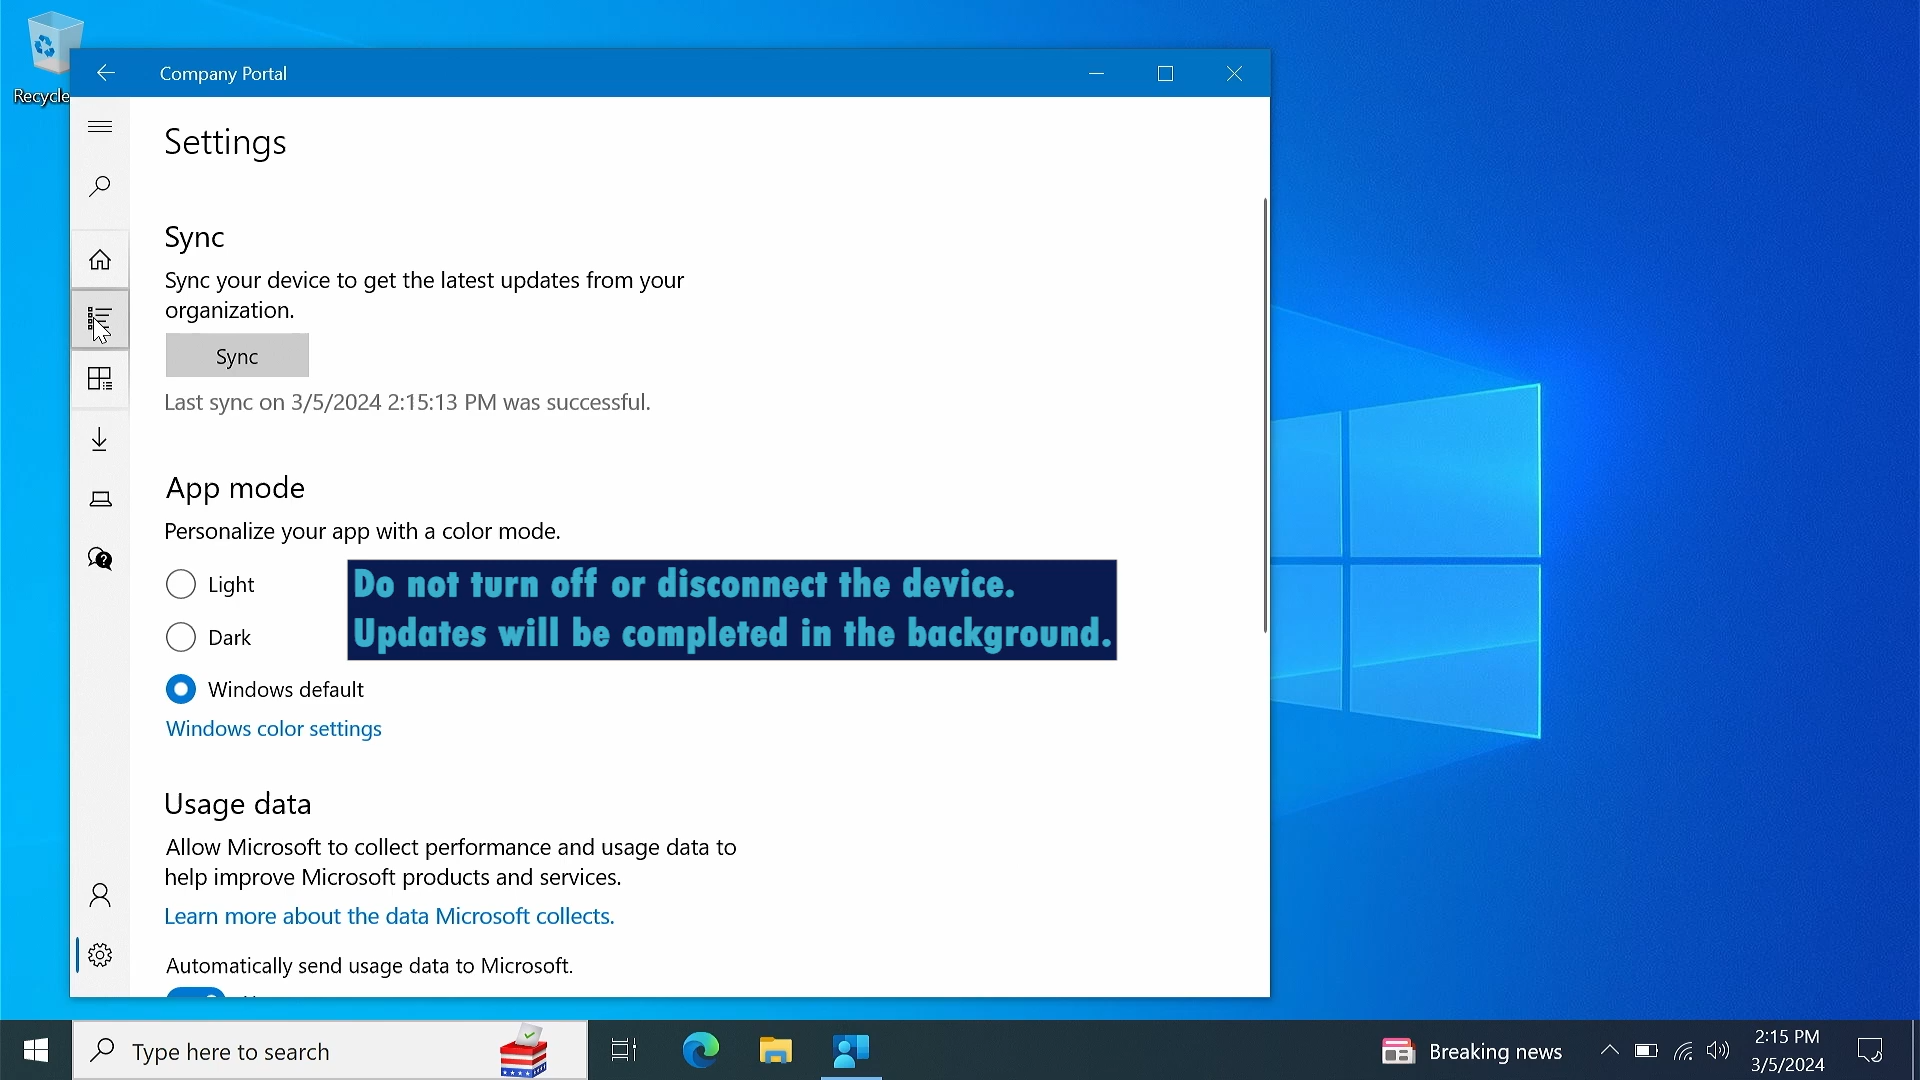 Recycle
Company Portal
Settings
Sync
Sync your device to get the latest updates from your
organization.
Sync
Last sync on 3/5/2024 2:15:13 PM was successful.
App mode
Personalize your app with a color mode.
Light
Dark
Do not turn off or disconnect the device.
Updates will be completed in the background.
Windows default
Windows color settings
Usage data
Allow Microsoft to collect performance and usage data to
help improve Microsoft products and services.
Learn more about the data Microsoft collects.
Automatically send usage data to Microsoft.
Type here to search
Breaking news
2:15 PM
3/5/2024